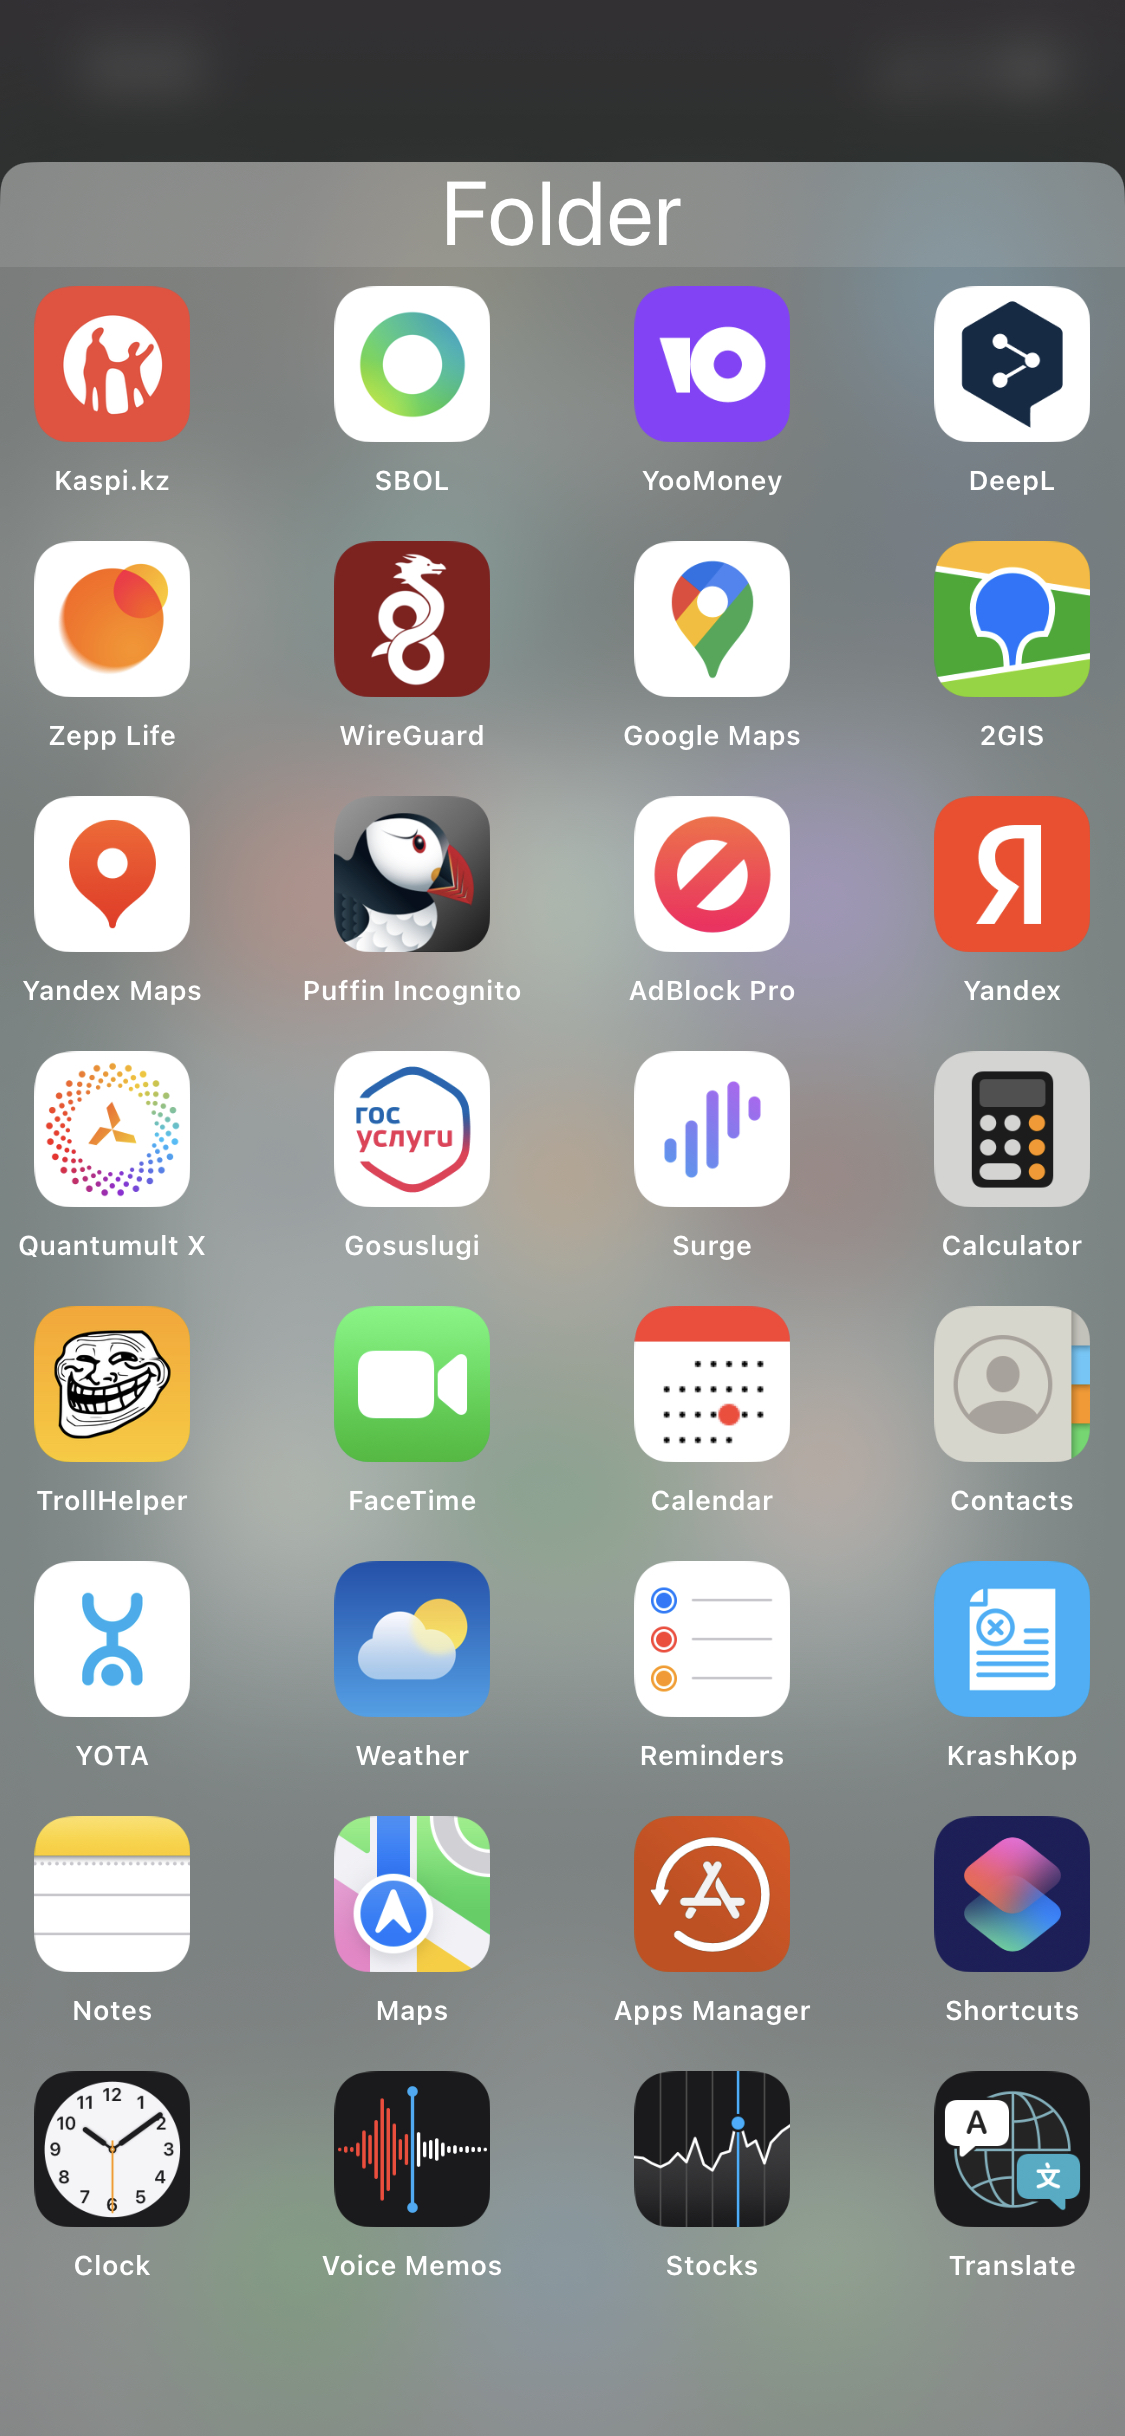 Folder
Kaspi.kz
SBOL
YooMoney
DeepL
Zepp Life
WireGuard
Google Maps
2GIS
Я
Yandex Maps
Puffin Incognito
AdBlock Pro
Yandex
гос
услуги
Quantumult X
Gosuslugi
Surge
Calculator
TrollHelper
FaceTime
Calendar
Contacts
YOTA
Weather
Reminders
KrashKop
Notes
Maps
Apps Manager
Shortcuts
12
11 1
10 2
9 3
8 4
7 5
6
A
文
Clock
Voice Memos
Stocks
Translate